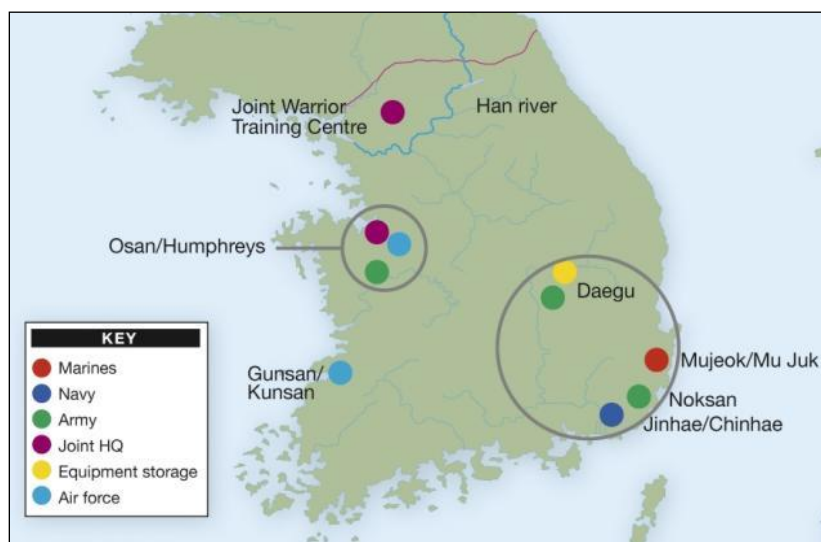 Joint Warrior
Training Centre
Han river
Osan/Humphreys
Daegu
KEY
Marines
Navy
Army
Joint HQ
Equipment storage
Air force
Gunsan/
Kunsan
Mujeok/Mu Juk
Noksan
Jinhae/Chinhae